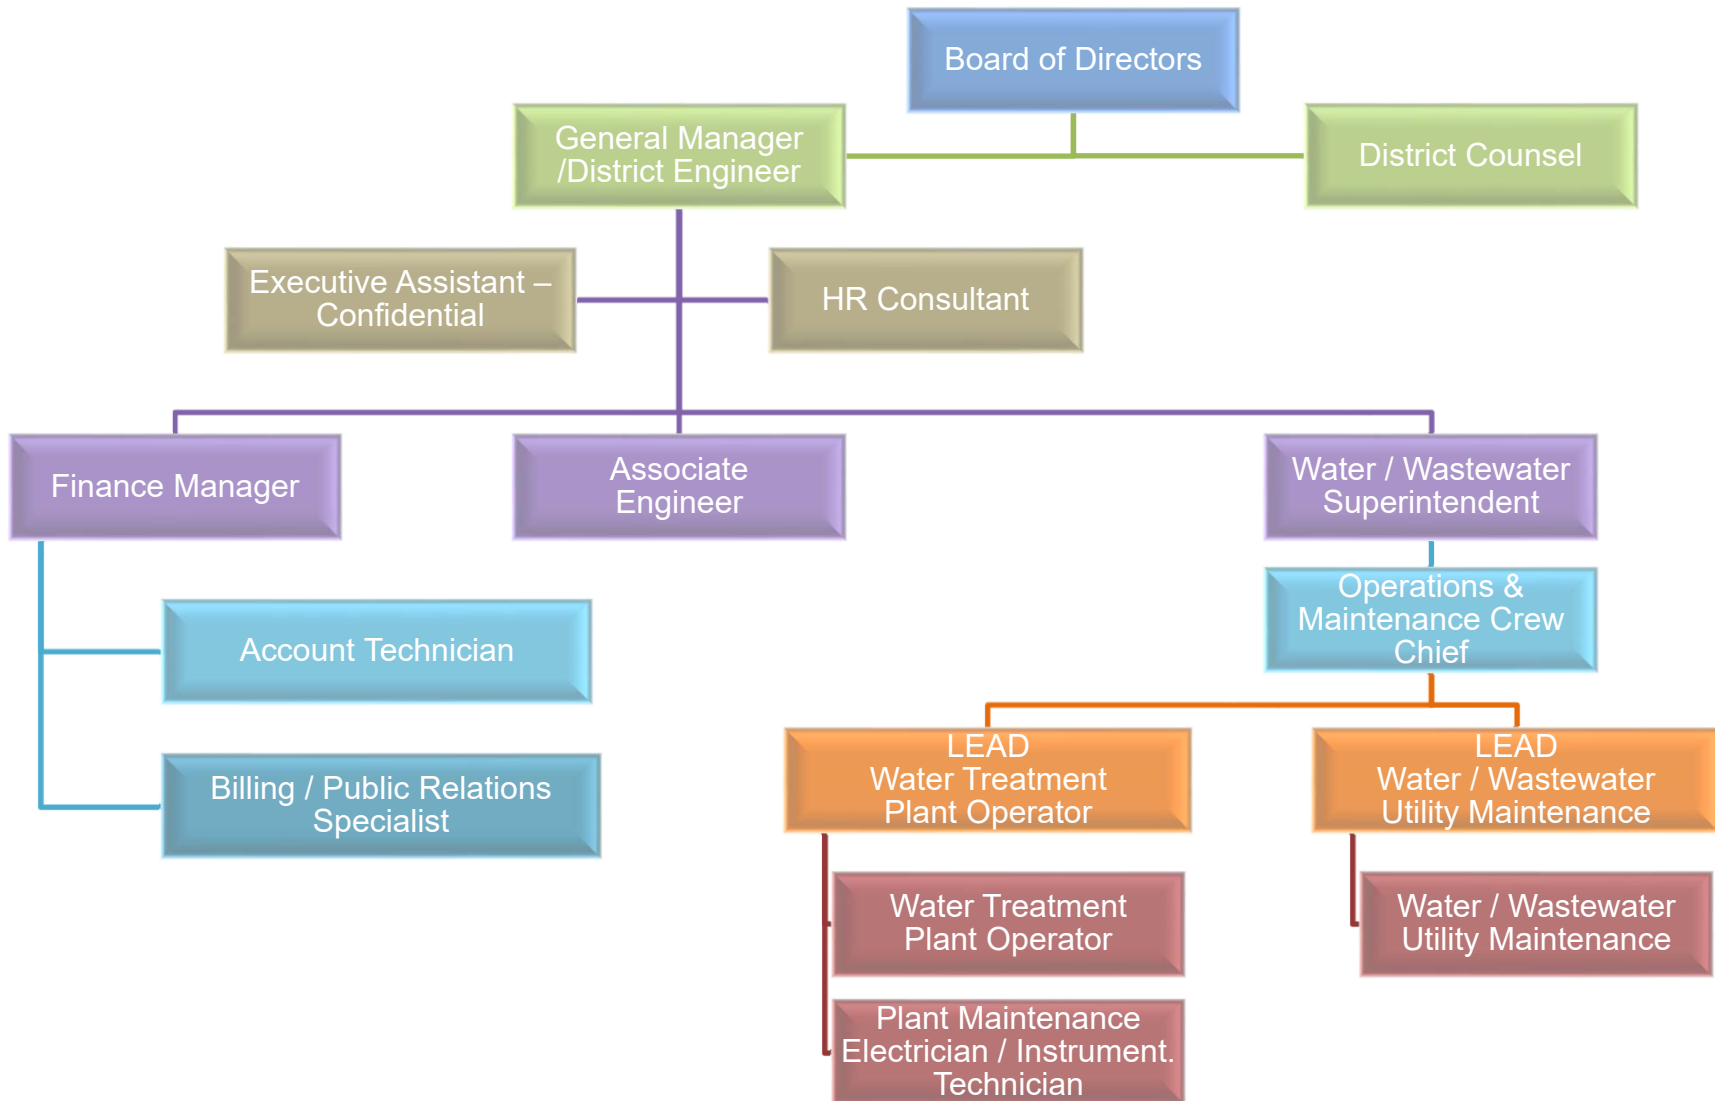 Board of Directors
General Manager
/District Engineer
District Counsel
Executive Assistant –
Confidential
HR Consultant
Finance Manager
Associate
Engineer
Water / Wastewater
Superintendent
Operations &
Maintenance Crew
Chief
Account Technician
Billing / Public Relations
Specialist
LEAD
Water Treatment
Plant Operator
LEAD
Water / Wastewater
Utility Maintenance
Water Treatment
Plant Operator
Water / Wastewater
Utility Maintenance
Plant Maintenance
Electrician / Instrument.
Technician